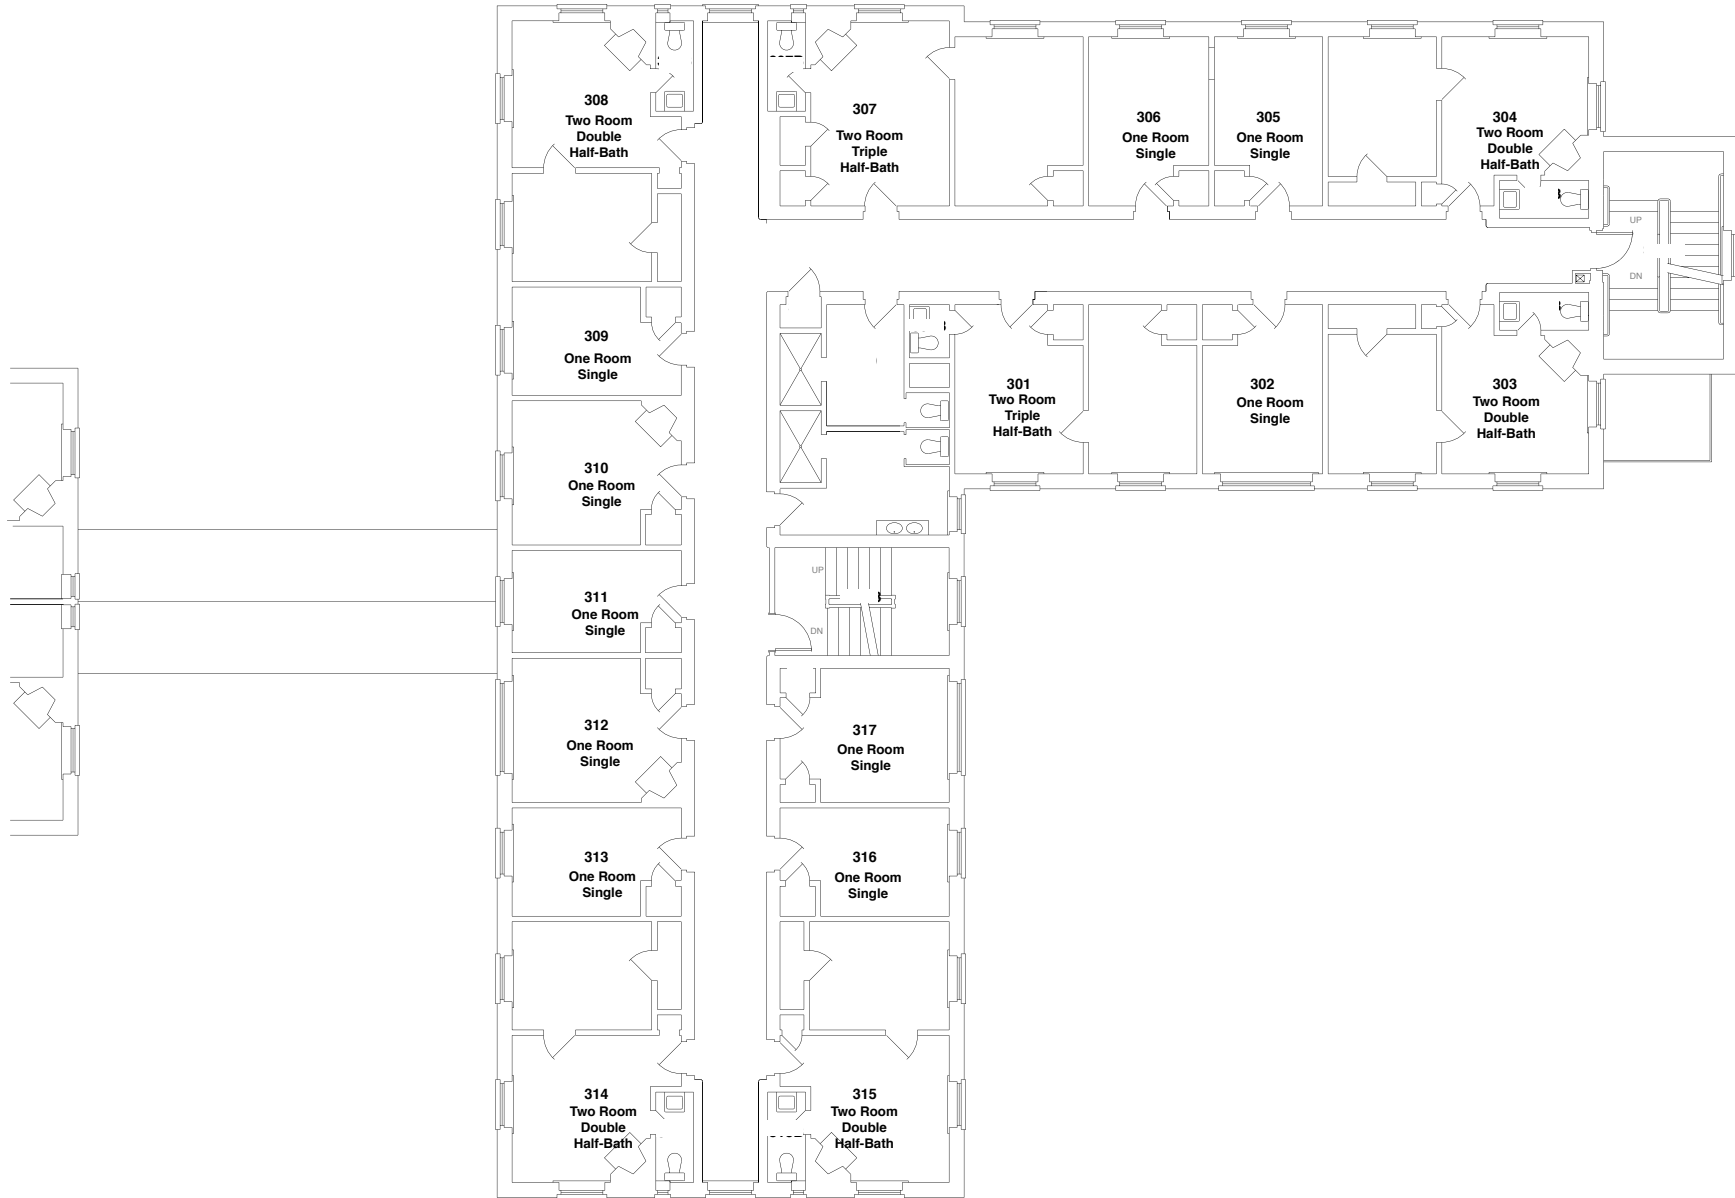 308
Two Room
Double
Half-Bath
307
Two Room
Triple
Half-Bath
306
One Room
Single
305
One Room
Single
304
Two Room
Double
Half-Bath
UP
DN
309
One Room
Single
301
Two Room
Triple
Half-Bath
302
One Room
Single
303
Two Room
Double
Half-Bath
310
One Room
Single
311
One Room
Single
UP
DN
312
One Room
Single
317
One Room
Single
313
One Room
Single
316
One Room
Single
314
Two Room
Double
Half-Bath
315
Two Room
Double
Half-Bath